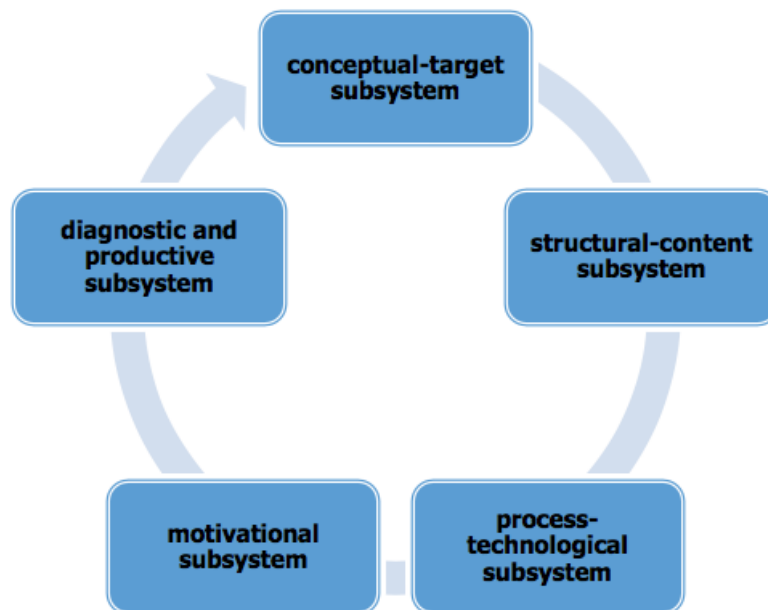 conceptual-target
subsystem
structural-content
subsystem
process-
technological
subsystem
motivational
subsystem
diagnostic and
productive
subsystem